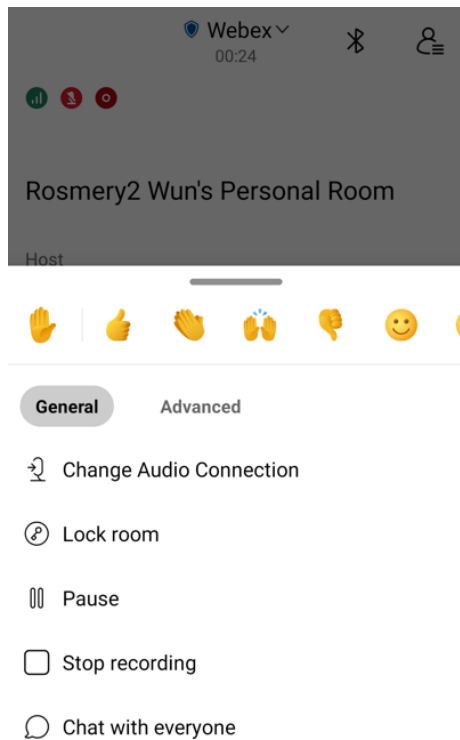 Webex
00:24
Rosmery2 Wun's Personal Room
Host
General Advanced
Change Audio Connection
Lock room
Pause
Stop recording
Chat with everyone